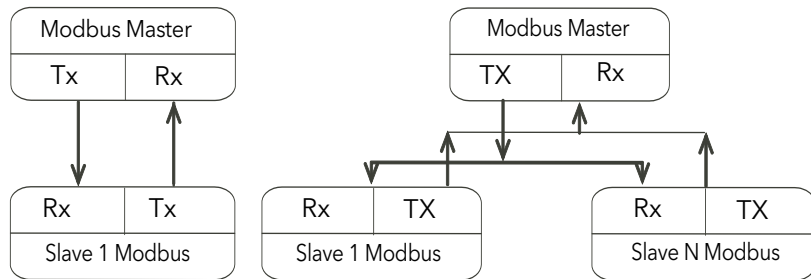 Modbus Master
Tx Rx
Rx Tx
Slave 1 Modbus
Modbus Master
TX Rx
Rx TX
Slave 1 Modbus
Rx TX
Slave N Modbus